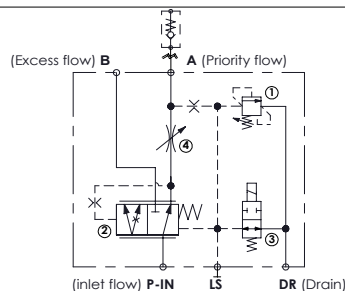 (Excess flow) B A (Priority flow)
①
④
②
③
(inlet flow) P-IN LS DR (Drain)